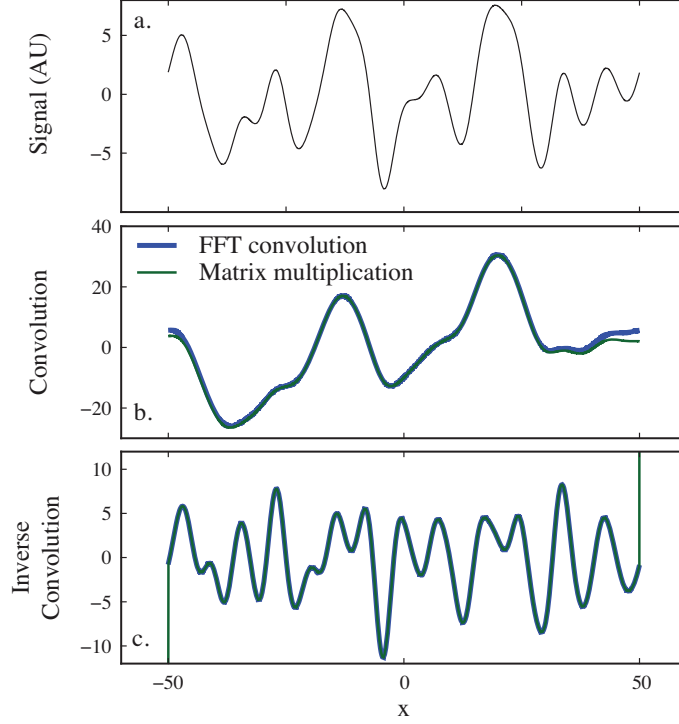 a.
5
0
−5
Signal (AU)
40
20
0
-20
Convolution
FFT convolution
Matrix multiplication
b.
10
5
0
-5
-10
Inverse
Convolution
c.
−50
0
50
x